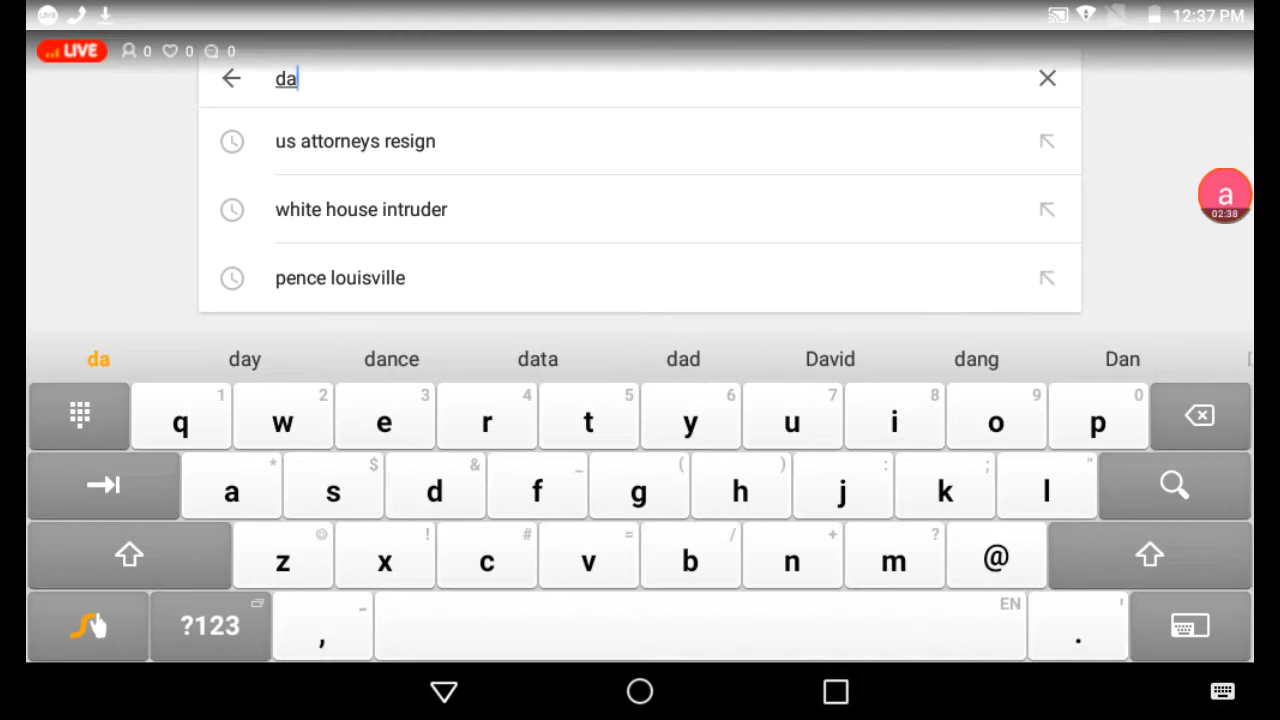 LIVE 12:37 PM
LIVE 0 0 0
da
us attorneys resign
a
02:38
white house intruder
pence louisville
da day dance data dad David dang Dan
1 2 3 4 5 6 7 8 9 0
q w e r t y u i o p
* $ & _ ( ) : ; "
a s d f g h j k l
! # = / + ?
z x c v b n m @
- EN '
?123 , .